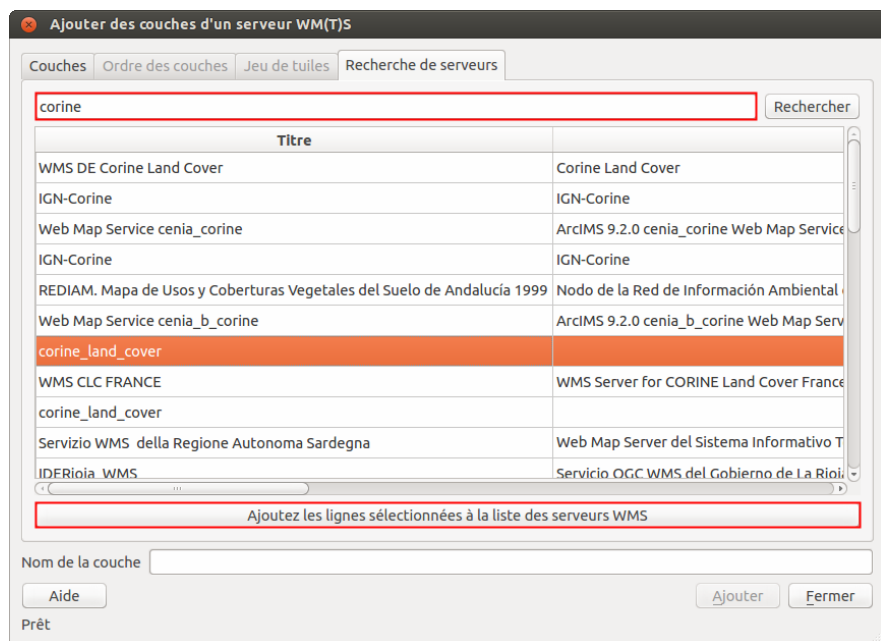 Ajouter des couches d'un serveur WM(T)S
Couches Ordre des couches Jeu de tuiles Recherche de serveurs
corine Rechercher
Titre
WMS DE Corine Land Cover Corine Land Cover
IGN-Corine IGN-Corine
Web Map Service cenia_corine ArcIMS 9.2.0 cenia_corine Web Map Service
IGN-Corine IGN-Corine
REDIAM. Mapa de Usos y Coberturas Vegetales del Suelo de Andalucía 1999 Nodo de la Red de Información Ambiental
Web Map Service cenia_b_corine ArcIMS 9.2.0 cenia_b_corine Web Map Serv
corine_land_cover
WMS CLC FRANCE WMS Server for CORINE Land Cover France
corine_land_cover
Servizio WMS della Regione Autonoma Sardegna Web Map Server del Sistema Informativo T
IDERioja WMS Servicio OGC WMS del Gobierno de La Rioja
Ajoutez les lignes sélectionnées à la liste des serveurs WMS
Nom de la couche
Aide Ajouter Fermer
Prêt